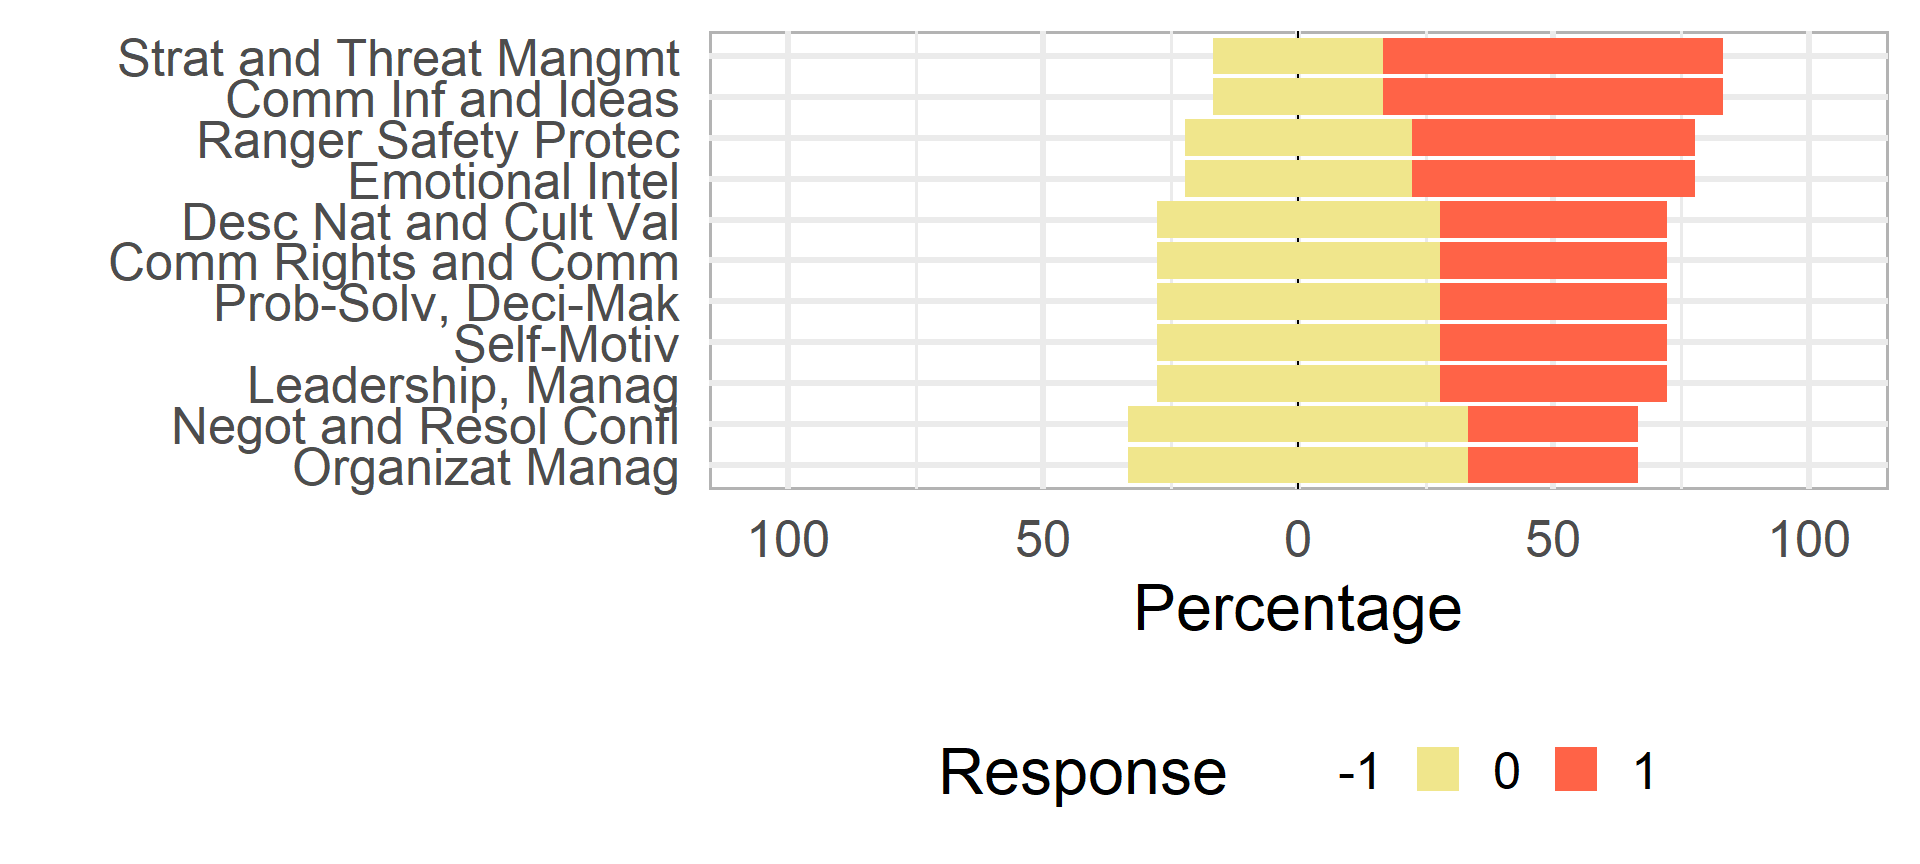 Strat and Threat Mangmt
Comm Inf and Ideas
Ranger Safety Protec
Emotional Intel
Desc Nat and Cult Val
Comm Rights and Comm
Prob-Solv, Deci-Mak
Self-Motiv
Leadership, Manag
Negot and Resol Confl
Organizat Manag
100 50 0 50 100
Percentage
Response -1 0 1